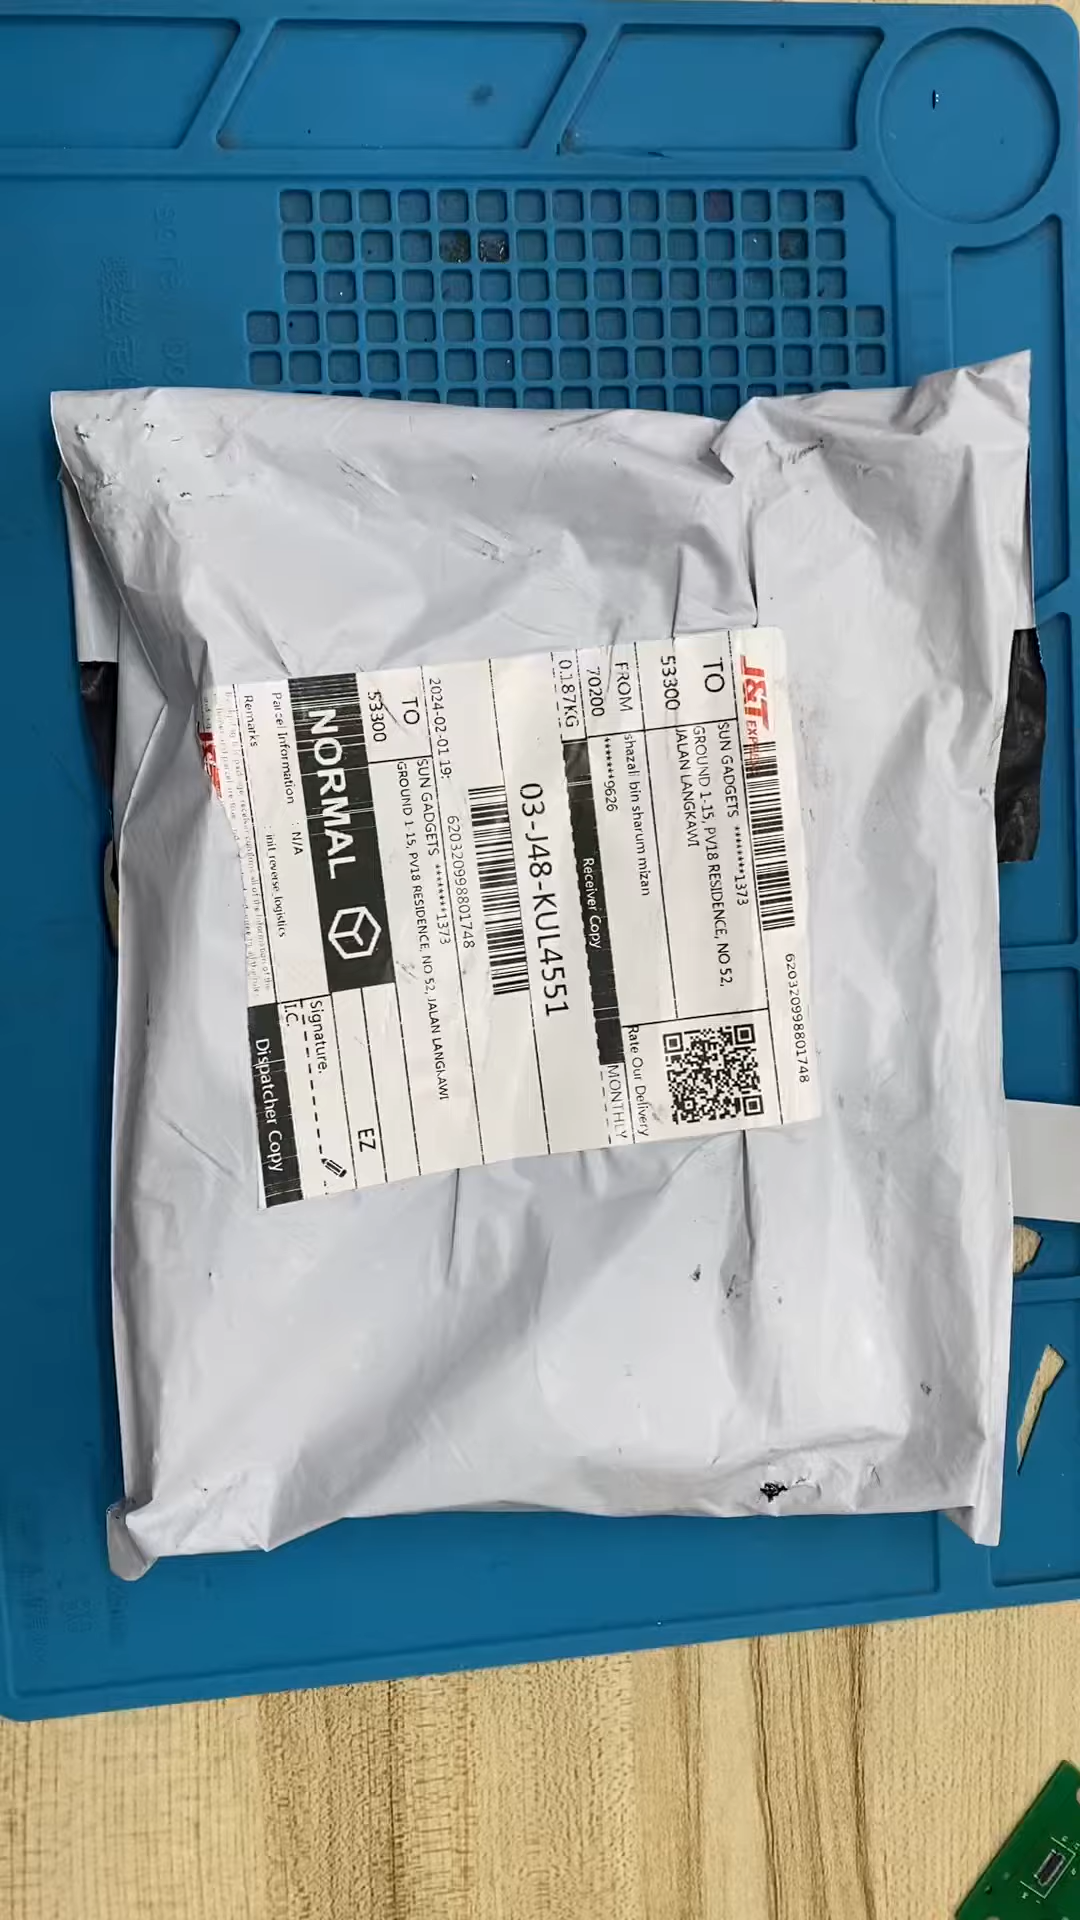 J&T EXPRESS
620320998801748
TO
53300
SUN GADGETS ********1373
GROUND 1-15, PV18 RESIDENCE, NO 52,
JALAN LANGKAWI
FROM
70200
shazali bin sharum mizan
******9626
Rate Our Delivery
0.187KG
Receiver Copy
MONTHLY
03-J48-KUL4551
620320998801748
2024-02-01 19:
TO
53300
SUN GADGETS ********1373
GROUND 1-15, PV18 RESIDENCE, NO 52, JALAN LANGKAWI
NORMAL
EZ
Parcel Information : N/A
Signature:
I.C.
Remarks : init_reverse_logistics
Dispatcher Copy